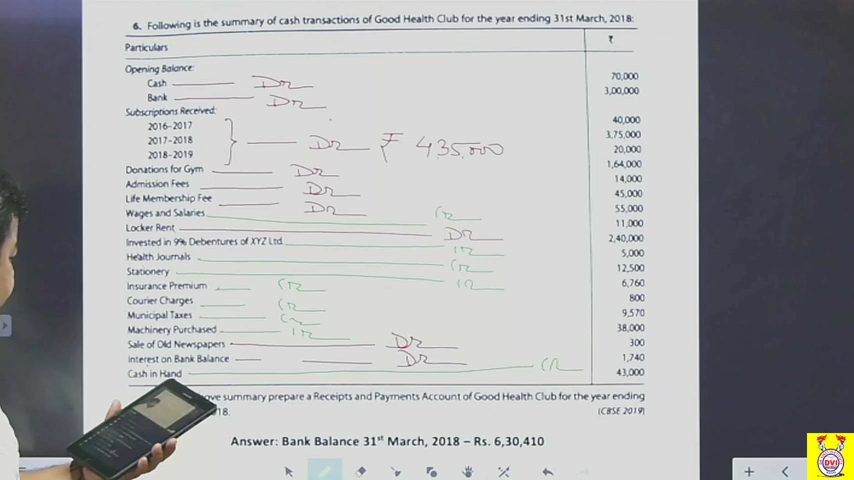 6. Following is the summary of cash transactions of Good Health Club for the year ending 31st March, 2018:
Particulars ₹
Opening Balance:
Cash Dr 70,000
Bank Dr 3,00,000
Subscriptions Received:
2016-2017 40,000
2017-2018 Dr ₹ 435,000 3,75,000
2018-2019 20,000
Donations for Gym Dr 1,64,000
Admission Fees Dr 14,000
Life Membership Fee Dr 45,000
Wages and Salaries Cr 55,000
Locker Rent Dr 11,000
Invested in 9% Debentures of XYZ Ltd. Cr 2,40,000
Health Journals Cr 5,000
Stationery Cr 12,500
Insurance Premium Cr 6,760
Courier Charges Cr 800
Municipal Taxes Cr 9,570
Machinery Purchased Cr 38,000
Sale of Old Newspapers Dr 300
Interest on Bank Balance Dr 1,740
Cash in Hand Cr 43,000
ove summary prepare a Receipts and Payments Account of Good Health Club for the year ending
2018. (CBSE 2019)
Answer: Bank Balance 31st March, 2018 – Rs. 6,30,410
DVI